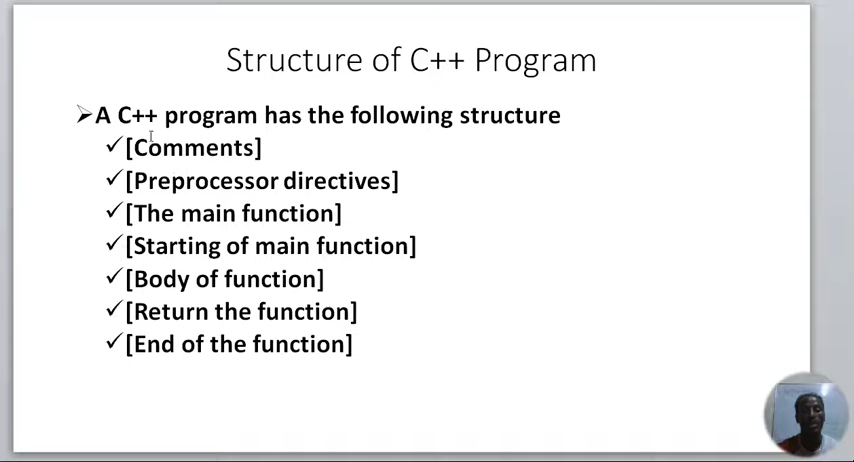 Structure of C++ Program
➢A C++ program has the following structure
✓[Comments]
✓[Preprocessor directives]
✓[The main function]
✓[Starting of main function]
✓[Body of function]
✓[Return the function]
✓[End of the function]